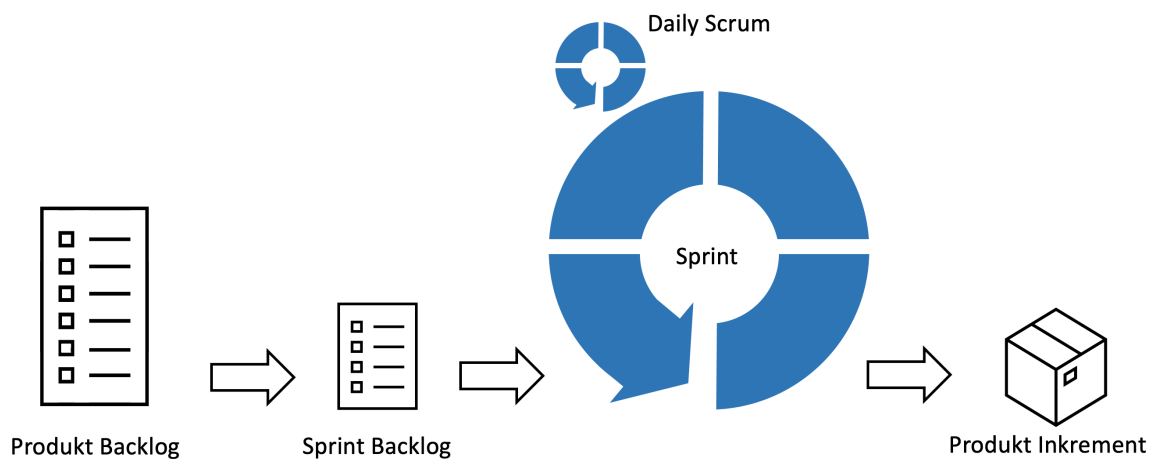 Daily Scrum
Sprint
Produkt Backlog
Sprint Backlog
Produkt Inkrement